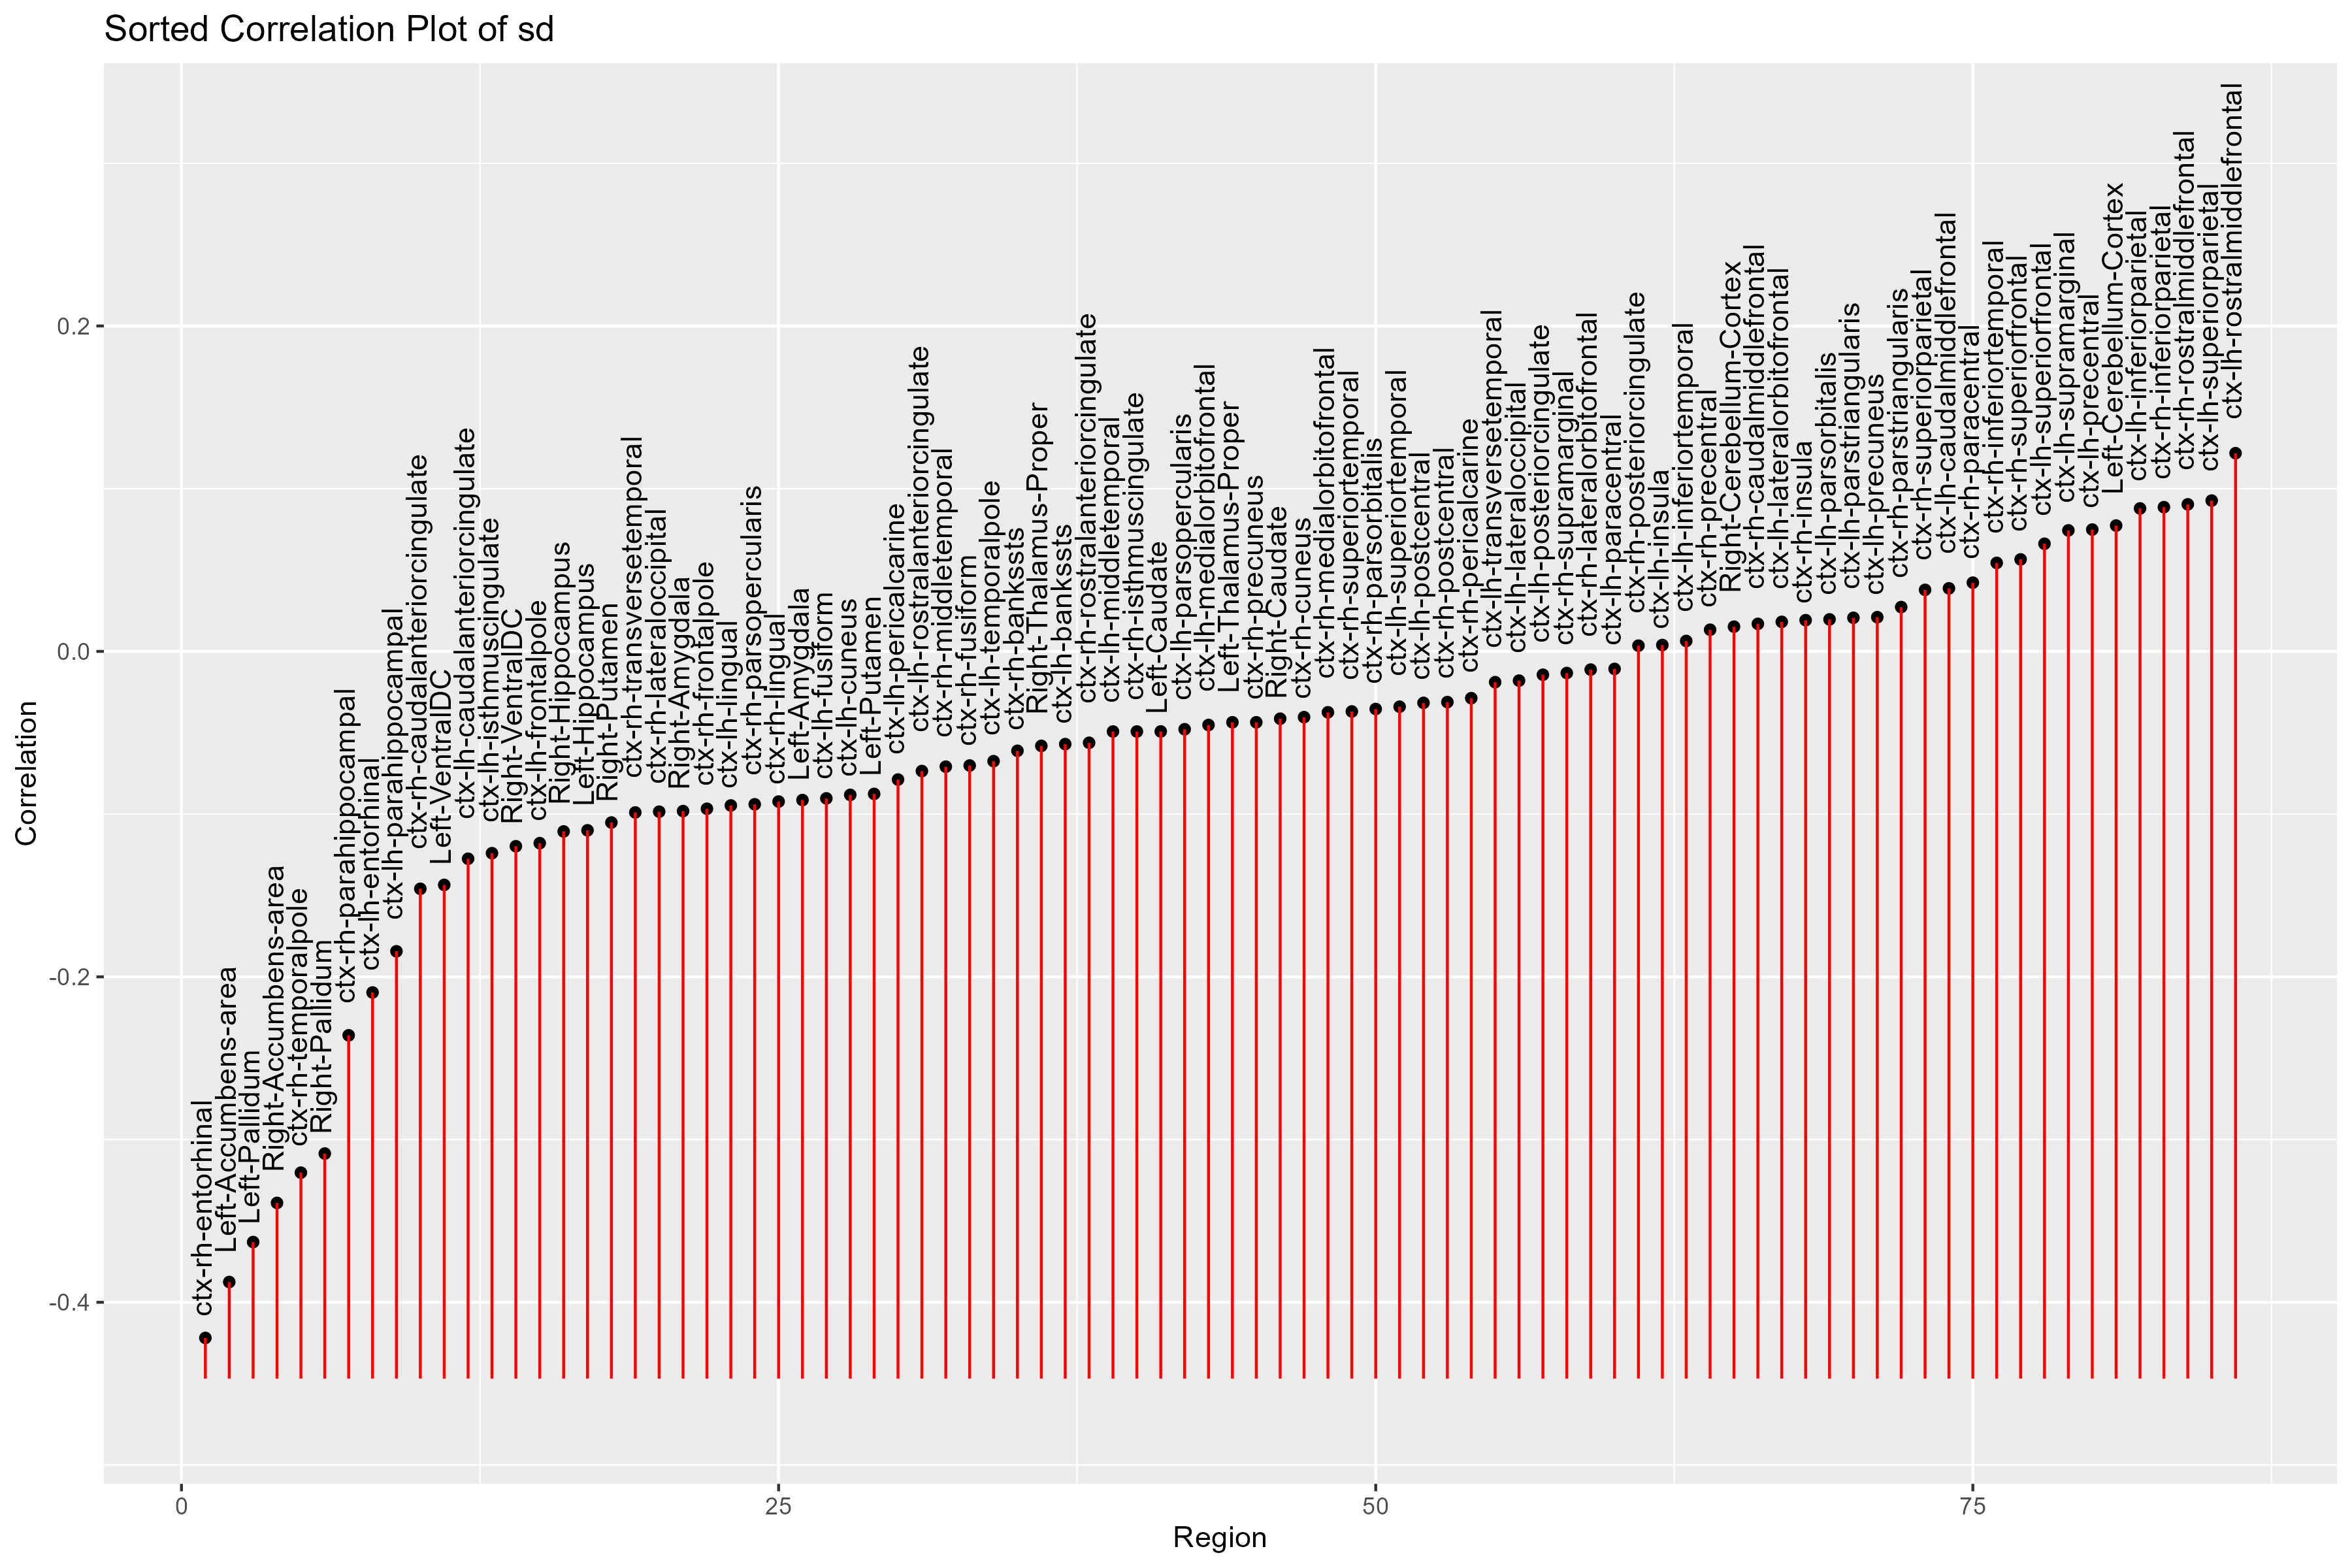 Sorted Correlation Plot of sd
Correlation
0.2
0.0
-0.2
-0.4
ctx-rh-entorhinal
Left-Accumbens-area
Left-Pallidum
Right-Accumbens-area
ctx-rh-temporalpole
Right-Pallidum
ctx-rh-parahippocampal
ctx-lh-entorhinal
ctx-lh-parahippocampal
ctx-rh-caudalanteriorcingulate
Left-VentralDC
ctx-lh-caudalanteriorcingulate
ctx-lh-isthmuscingulate
Right-VentralDC
ctx-lh-frontalpole
Right-Hippocampus
Left-Hippocampus
Right-Putamen
ctx-rh-transversetemporal
ctx-rh-lateraloccipital
Right-Amygdala
ctx-rh-frontalpole
ctx-lh-lingual
ctx-rh-parsopercularis
ctx-rh-lingual
Left-Amygdala
ctx-lh-fusiform
ctx-lh-cuneus
Left-Putamen
ctx-lh-pericalcarine
ctx-lh-rostralanteriorcingulate
ctx-rh-middletemporal
ctx-rh-fusiform
ctx-lh-temporalpole
ctx-rh-bankssts
Right-Thalamus-Proper
ctx-lh-bankssts
ctx-rh-rostralanteriorcingulate
ctx-lh-middletemporal
ctx-rh-isthmuscingulate
Left-Caudate
ctx-lh-parsopercularis
ctx-lh-medialorbitofrontal
Left-Thalamus-Proper
ctx-rh-precuneus
Right-Caudate
ctx-rh-cuneus
ctx-rh-medialorbitofrontal
ctx-rh-superiortemporal
ctx-rh-parsorbitalis
ctx-lh-superiortemporal
ctx-lh-postcentral
ctx-rh-postcentral
ctx-rh-pericalcarine
ctx-lh-transversetemporal
ctx-lh-lateraloccipital
ctx-lh-posteriorcingulate
ctx-rh-supramarginal
ctx-rh-lateralorbitofrontal
ctx-lh-paracentral
ctx-rh-posteriorcingulate
ctx-lh-insula
ctx-lh-inferiortemporal
ctx-rh-precentral
Right-Cerebellum-Cortex
ctx-rh-caudalmiddlefrontal
ctx-lh-lateralorbitofrontal
ctx-rh-insula
ctx-lh-parsorbitalis
ctx-lh-parstriangularis
ctx-lh-precuneus
ctx-rh-parstriangularis
ctx-rh-superiorparietal
ctx-lh-caudalmiddlefrontal
ctx-rh-paracentral
ctx-rh-inferiortemporal
ctx-rh-superiorfrontal
ctx-lh-superiorfrontal
ctx-lh-supramarginal
ctx-lh-precentral
Left-Cerebellum-Cortex
ctx-lh-inferiorparietal
ctx-rh-inferiorparietal
ctx-rh-rostralmiddlefrontal
ctx-lh-superiorparietal
ctx-lh-rostralmiddlefrontal
0
25
50
75
Region